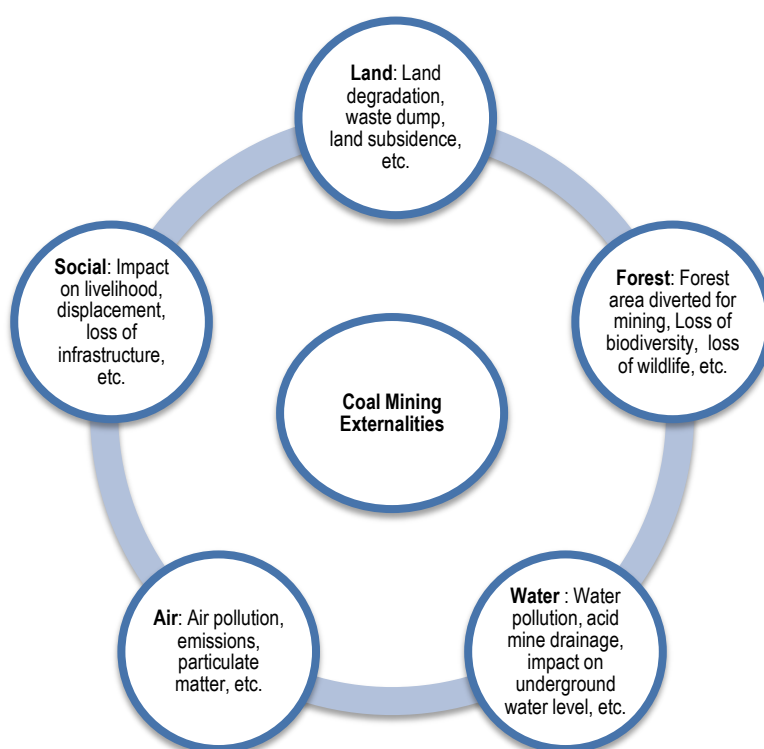 Land: Land
degradation,
waste dump,
land subsidence,
etc.
Forest: Forest
area diverted for
mining, Loss of
biodiversity, loss
of wildlife, etc.
Water : Water
pollution, acid
mine drainage,
impact on
underground
water level, etc.
Air: Air pollution,
emissions,
particulate
matter, etc.
Social: Impact
on livelihood,
displacement,
loss of
infrastructure,
etc.
Coal Mining
Externalities